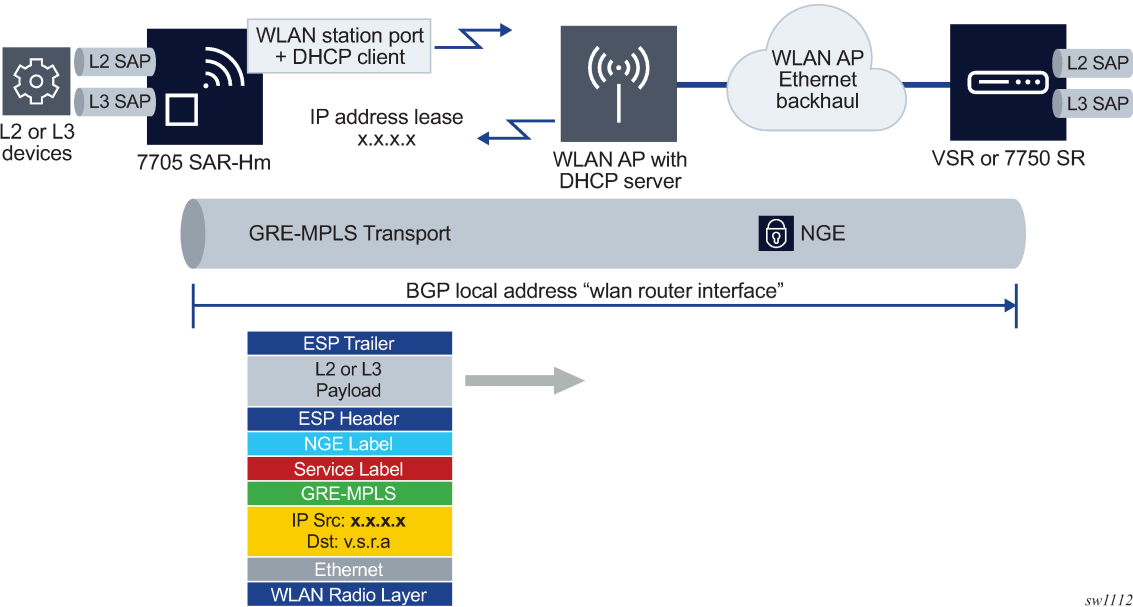 WLAN station port
+ DHCP client
L2 SAP
L3 SAP
L2 or L3
devices
7705 SAR-Hm
IP address lease
x.x.x.x
WLAN AP with
DHCP server
WLAN AP
Ethernet
backhaul
L2 SAP
L3 SAP
VSR or 7750 SR
GRE-MPLS Transport
NGE
BGP local address “wlan router interface”
ESP Trailer
L2 or L3
Payload
ESP Header
NGE Label
Service Label
GRE-MPLS
IP Src: x.x.x.x
Dst: v.s.r.a
Ethernet
WLAN Radio Layer
sw1112